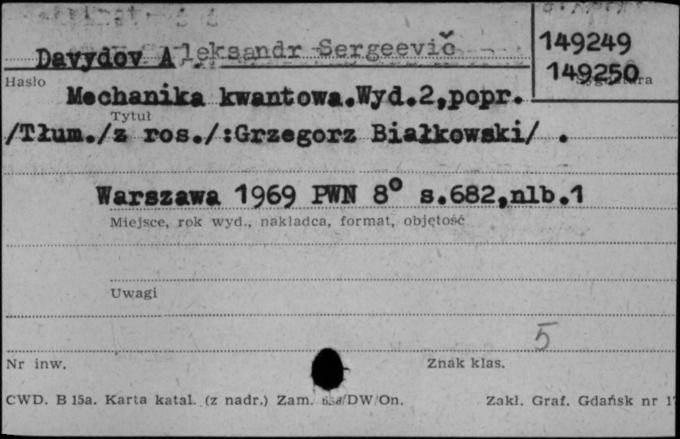 Davydov Aleksandr Sergeevič
149249
149250
Hasło
Mechanika kwantowa.Wyd.2,popr.
Tytuł
/Tłum./z ros./:Grzegorz Białkowski/ .
Warszawa 1969 PWN 8° s.682,nlb.1
Miejsce, rok wyd., nakładca, format, objętość
Uwagi
5
Nr inw. Znak klas.
CWD. B 15a. Karta katal. (z nadr.) Zam. /DW/On. Zakł. Graf. Gdańsk nr